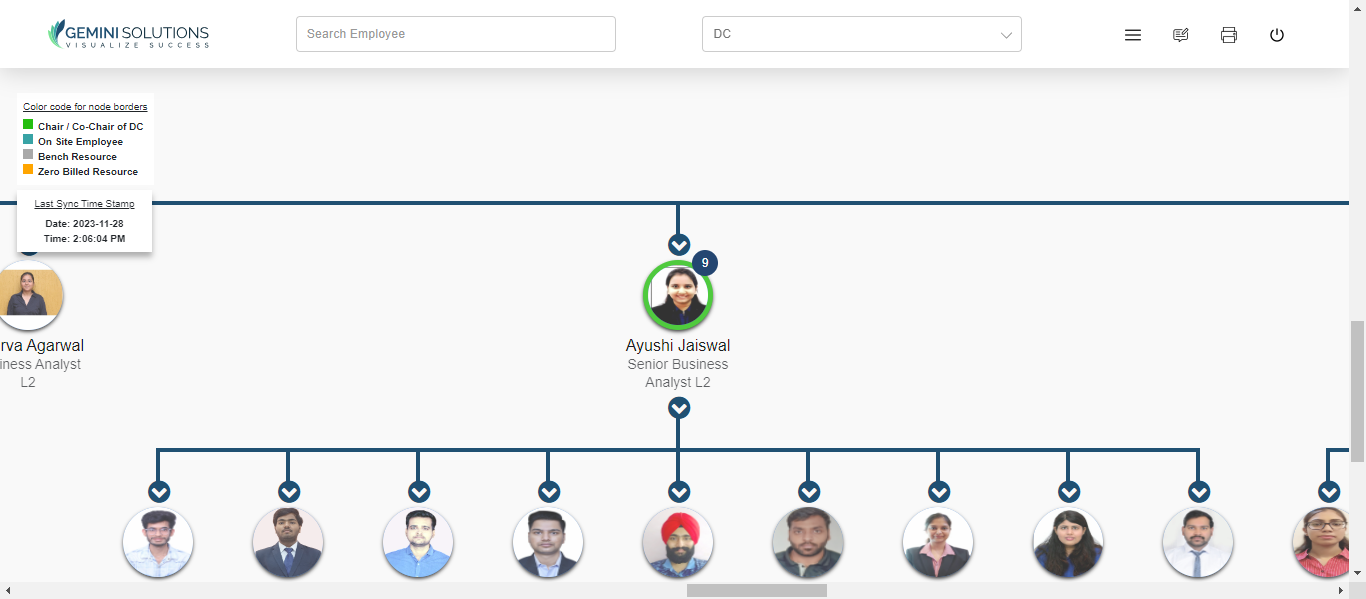 GEMINI SOLUTIONS
VISUALIZE SUCCESS
Search Employee
DC
Color code for node borders
Chair / Co-Chair of DC
On Site Employee
Bench Resource
Zero Billed Resource
Last Sync Time Stamp
Date: 2023-11-28
Time: 2:06:04 PM
9
rva Agarwal
iness Analyst
L2
Ayushi Jaiswal
Senior Business
Analyst L2